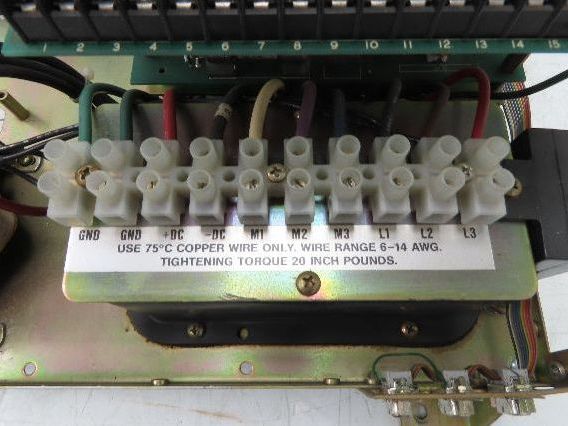 1 2 3 4 5 6 7 8 9 10 11 12 13 14 15
GND GND +DC -DC M1 M2 M3 L1 L2 L3
USE 75°C COPPER WIRE ONLY. WIRE RANGE 6-14 AWG.
TIGHTENING TORQUE 20 INCH POUNDS.